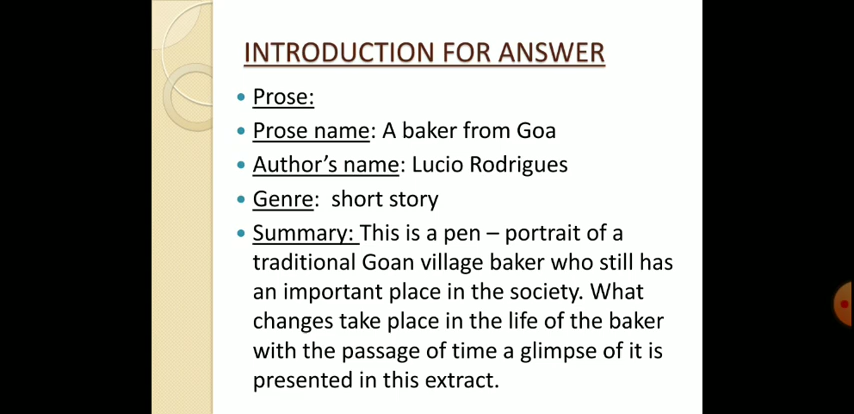 INTRODUCTION FOR ANSWER
• Prose:
• Prose name: A baker from Goa
• Author's name: Lucio Rodrigues
• Genre:  short story
• Summary: This is a pen – portrait of a
traditional Goan village baker who still has
an important place in the society. What
changes take place in the life of the baker
with the passage of time a glimpse of it is
presented in this extract.